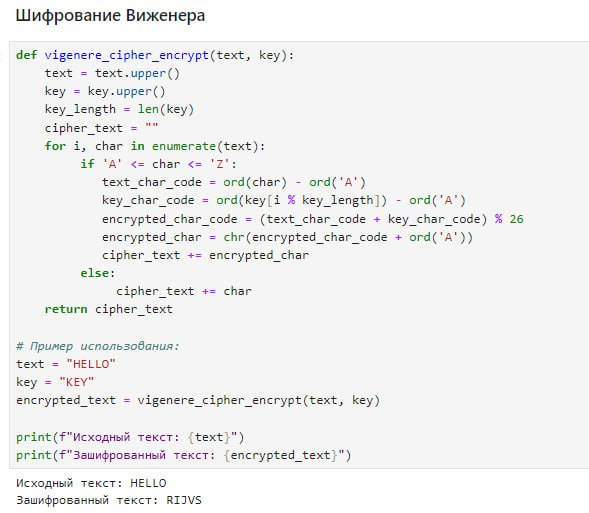 Шифрование Виженера
def vigenere_cipher_encrypt(text, key):
    text = text.upper()
    key = key.upper()
    key_length = len(key)
    cipher_text = ""
    for i, char in enumerate(text):
        if 'A' <= char <= 'Z':
            text_char_code = ord(char) - ord('A')
            key_char_code = ord(key[i % key_length]) - ord('A')
            encrypted_char_code = (text_char_code + key_char_code) % 26
            encrypted_char = chr(encrypted_char_code + ord('A'))
            cipher_text += encrypted_char
        else:
            cipher_text += char
    return cipher_text
# Пример использования:
text = "HELLO"
key = "KEY"
encrypted_text = vigenere_cipher_encrypt(text, key)
print(f"Исходный текст: {text}")
print(f"Зашифрованный текст: {encrypted_text}")
Исходный текст: HELLO
Зашифрованный текст: RIJVS